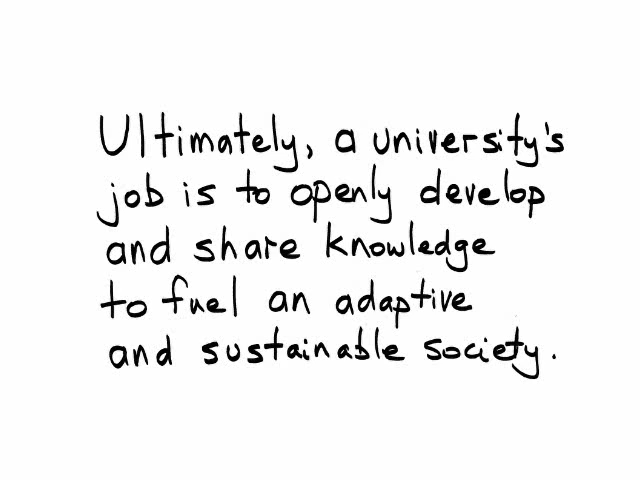 Ultimately, a university's
job is to openly develop
and share knowledge
to fuel an adaptive
and sustainable society.